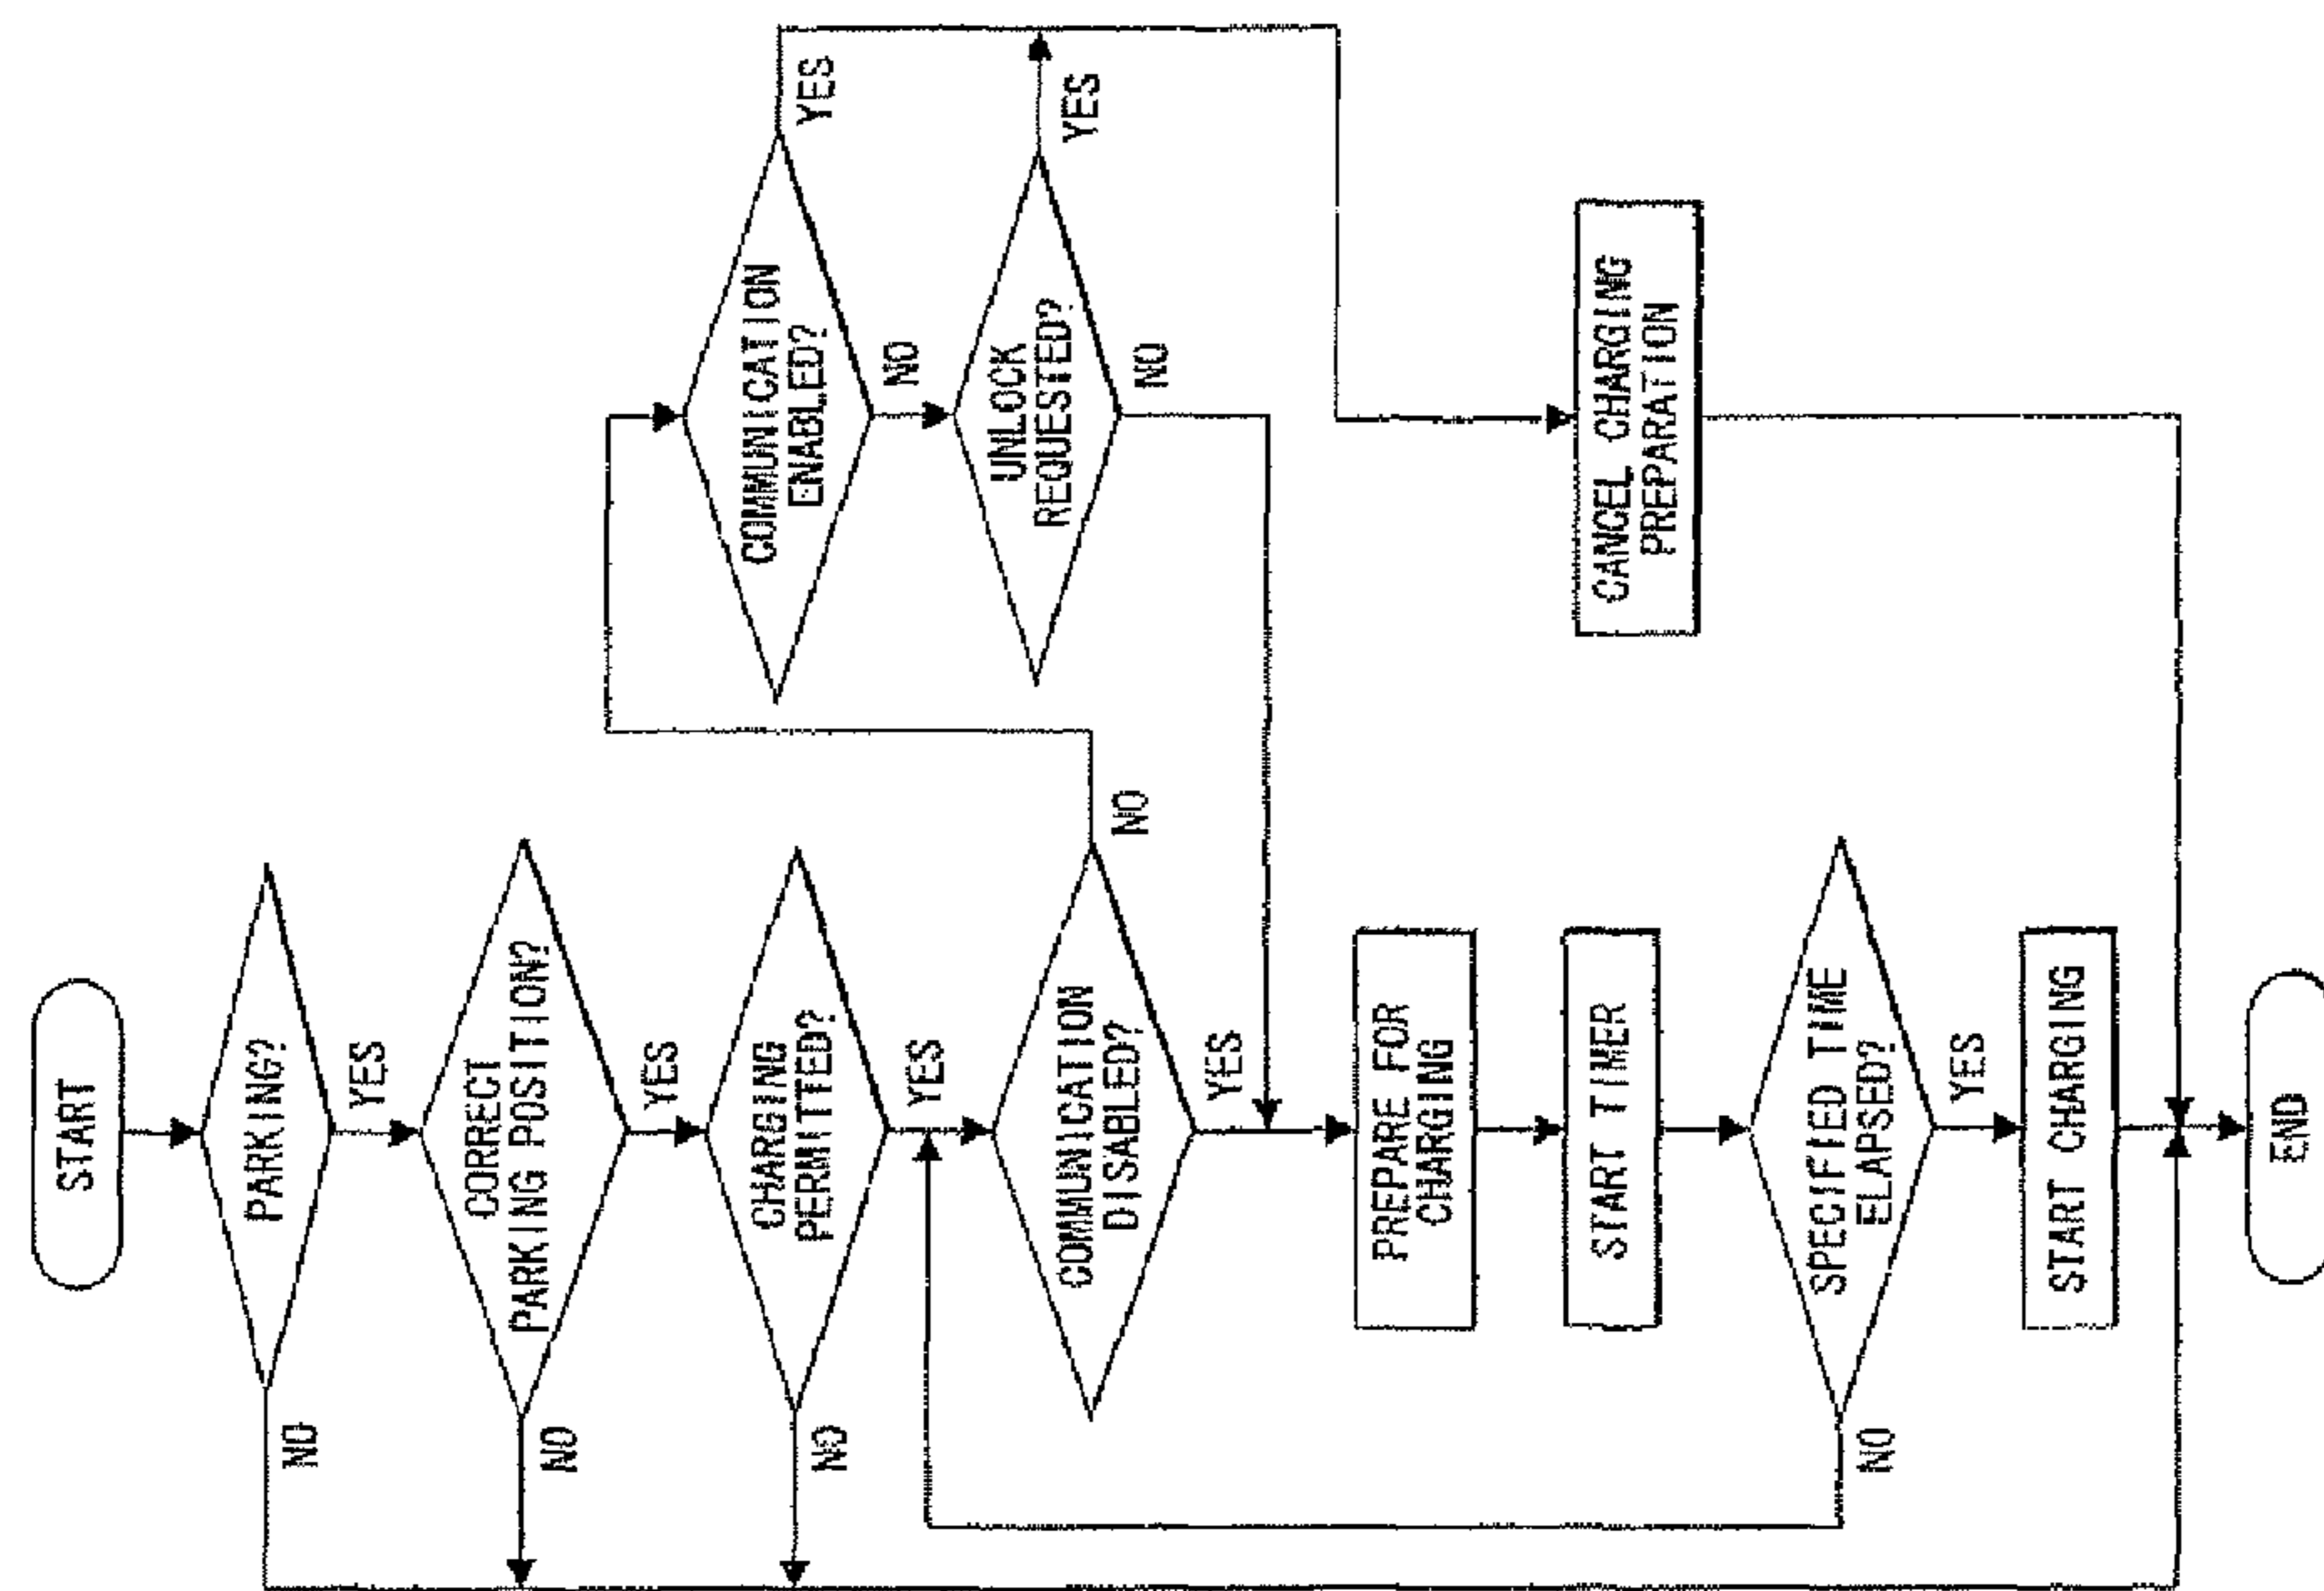 START
PARKING?
YES
NO
CORRECT
PARKING POSITION?
YES
NO
CHARGING
PERMITTED?
YES
NO
COMMUNICATION
DISABLED?
NO
YES
COMMUNICATION
ENABLED?
YES
NO
UNLOCK
REQUESTED?
YES
NO
PREPARE FOR
CHARGING
START TIMER
SPECIFIED TIME
ELAPSED?
YES
NO
START CHARGING
CANCEL CHARGING
PREPARATION
END